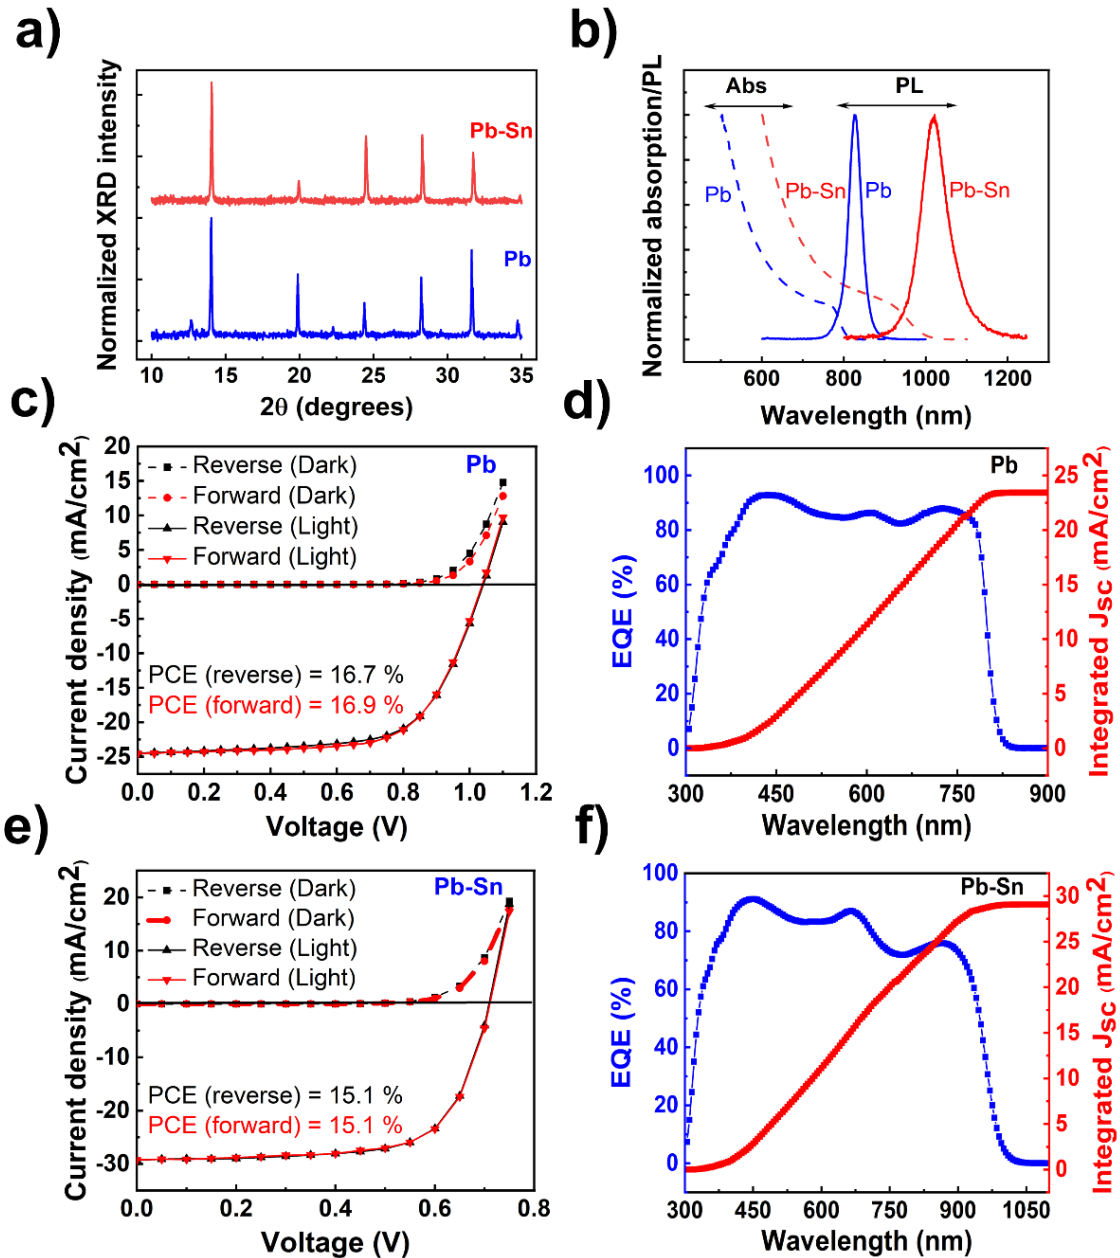 a)
Normalized XRD intensity
Pb-Sn
Pb
10 15 20 25 30 35
2θ (degrees)
b)
Normalized absorption/PL
Abs
PL
Pb
Pb-Sn
Pb
Pb-Sn
600 800 1000 1200
Wavelength (nm)
c)
Current density (mA/cm2)
20
15
10
5
0
-5
-10
-15
-20
-25
Reverse (Dark)
Forward (Dark)
Reverse (Light)
Forward (Light)
Pb
PCE (reverse) = 16.7 %
PCE (forward) = 16.9 %
0.0 0.2 0.4 0.6 0.8 1.0 1.2
Voltage (V)
d)
EQE (%)
100
80
60
40
20
0
Pb
25
20
15
10
5
0
Integrated Jsc (mA/cm2)
300 450 600 750 900
Wavelength (nm)
e)
Current density (mA/cm2)
20
10
0
-10
-20
-30
Reverse (Dark)
Forward (Dark)
Reverse (Light)
Forward (Light)
Pb-Sn
PCE (reverse) = 15.1 %
PCE (forward) = 15.1 %
0.0 0.2 0.4 0.6 0.8
Voltage (V)
f)
EQE (%)
100
80
60
40
20
0
Pb-Sn
30
25
20
15
10
5
0
Integrated Jsc (mA/cm2)
300 450 600 750 900 1050
Wavelength (nm)